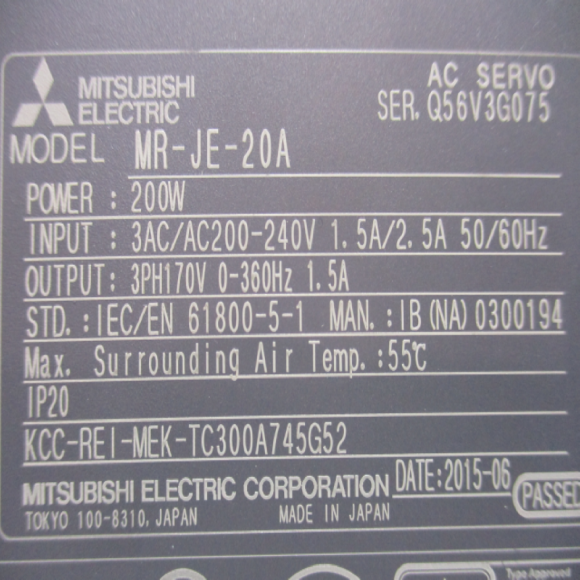 MITSUBISHI ELECTRIC
AC SERVO
SER. Q56V3G075
MODEL MR-JE-20A
POWER : 200W
INPUT : 3AC/AC200-240V 1.5A/2.5A 50/60Hz
OUTPUT: 3PH170V 0-360Hz 1.5A
STD. : IEC/EN 61800-5-1 MAN. : IB(NA)0300194
Max. Surrounding Air Temp. :55℃
IP20
KCC-REI-MEK-TC300A745G52
MITSUBISHI ELECTRIC CORPORATION DATE:2015-06
TOKYO 100-8310, JAPAN MADE IN JAPAN
PASSED
Type Approved